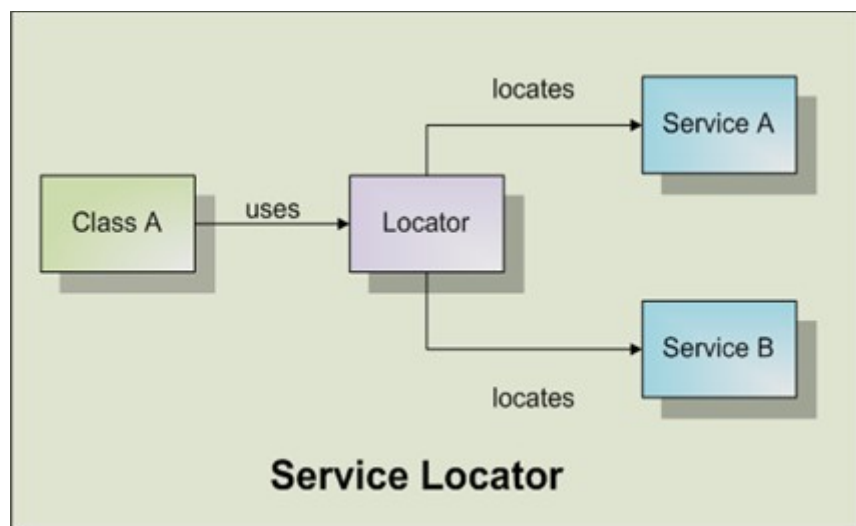 locates
Service A
Class A
uses
Locator
Service B
locates
Service Locator